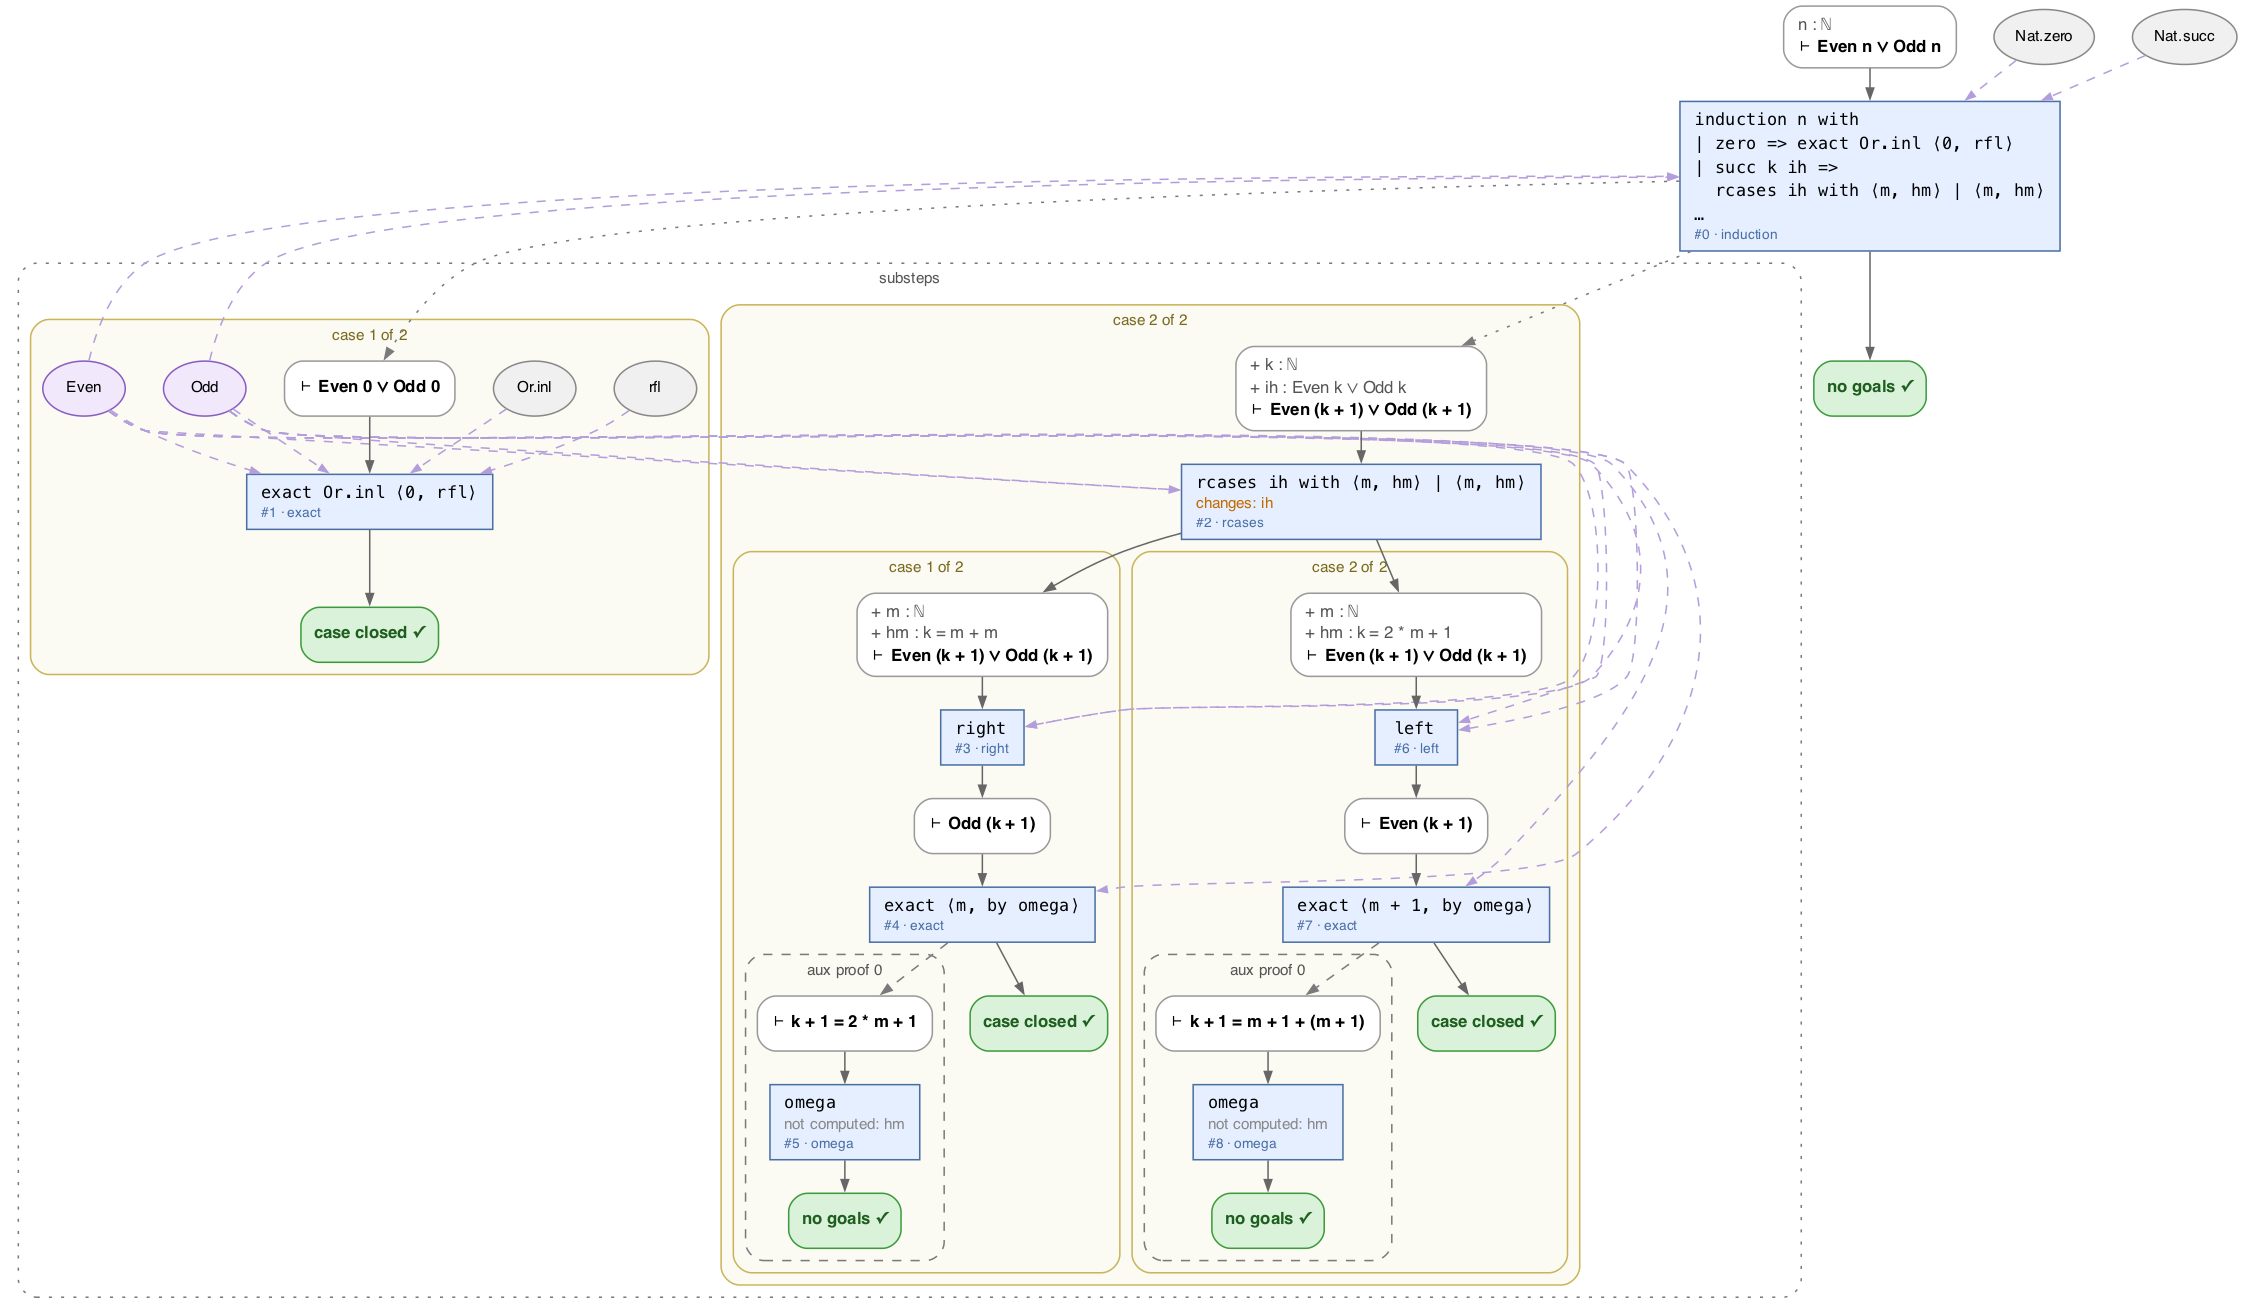 n : ℕ
⊢ Even n ∨ Odd n
Nat.zero
Nat.succ
induction n with
| zero => exact Or.inl ⟨0, rfl⟩
| succ k ih =>
  rcases ih with ⟨m, hm⟩ | ⟨m, hm⟩
…
#0 · induction
no goals ✓
substeps
case 1 of 2
Even
Odd
⊢ Even 0 ∨ Odd 0
Or.inl
rfl
exact Or.inl ⟨0, rfl⟩
#1 · exact
case closed ✓
case 2 of 2
+ k : ℕ
+ ih : Even k ∨ Odd k
⊢ Even (k + 1) ∨ Odd (k + 1)
rcases ih with ⟨m, hm⟩ | ⟨m, hm⟩
changes: ih
#2 · rcases
case 1 of 2
+ m : ℕ
+ hm : k = m + m
⊢ Even (k + 1) ∨ Odd (k + 1)
right
#3 · right
⊢ Odd (k + 1)
exact ⟨m, by omega⟩
#4 · exact
aux proof 0
⊢ k + 1 = 2 * m + 1
omega
not computed: hm
#5 · omega
no goals ✓
case closed ✓
case 2 of 2
+ m : ℕ
+ hm : k = 2 * m + 1
⊢ Even (k + 1) ∨ Odd (k + 1)
left
#6 · left
⊢ Even (k + 1)
exact ⟨m + 1, by omega⟩
#7 · exact
aux proof 0
⊢ k + 1 = m + 1 + (m + 1)
omega
not computed: hm
#8 · omega
no goals ✓
case closed ✓